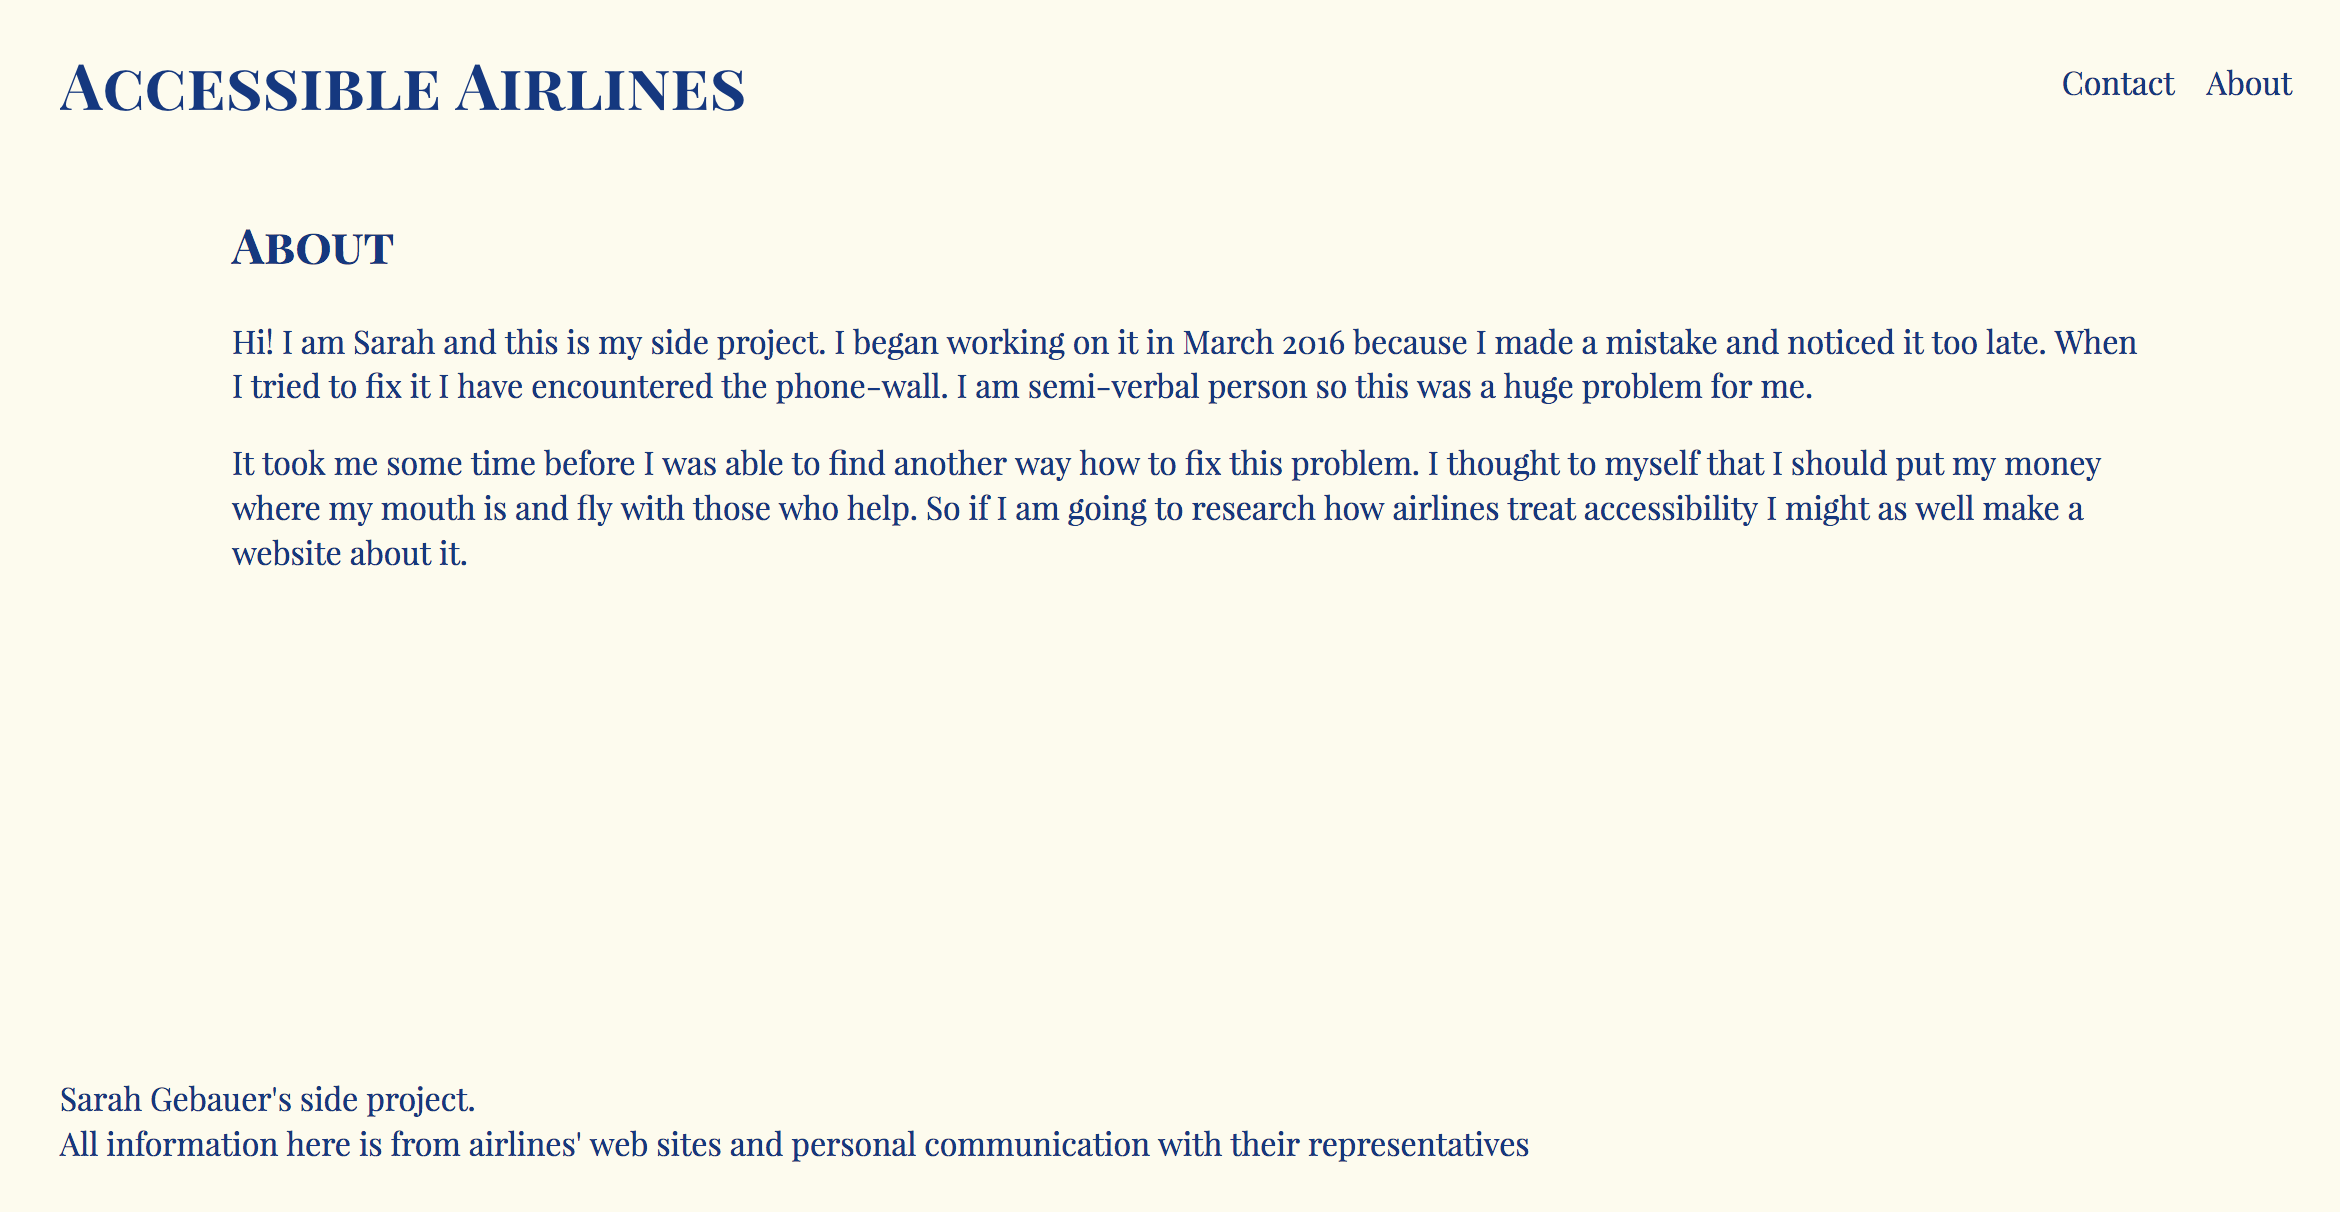 Accessible Airlines
Contact About
About
Hi! I am Sarah and this is my side project. I began working on it in March 2016 because I made a mistake and noticed it too late. When
I tried to fix it I have encountered the phone-wall. I am semi-verbal person so this was a huge problem for me.
It took me some time before I was able to find another way how to fix this problem. I thought to myself that I should put my money
where my mouth is and fly with those who help. So if I am going to research how airlines treat accessibility I might as well make a
website about it.
Sarah Gebauer's side project.
All information here is from airlines' web sites and personal communication with their representatives